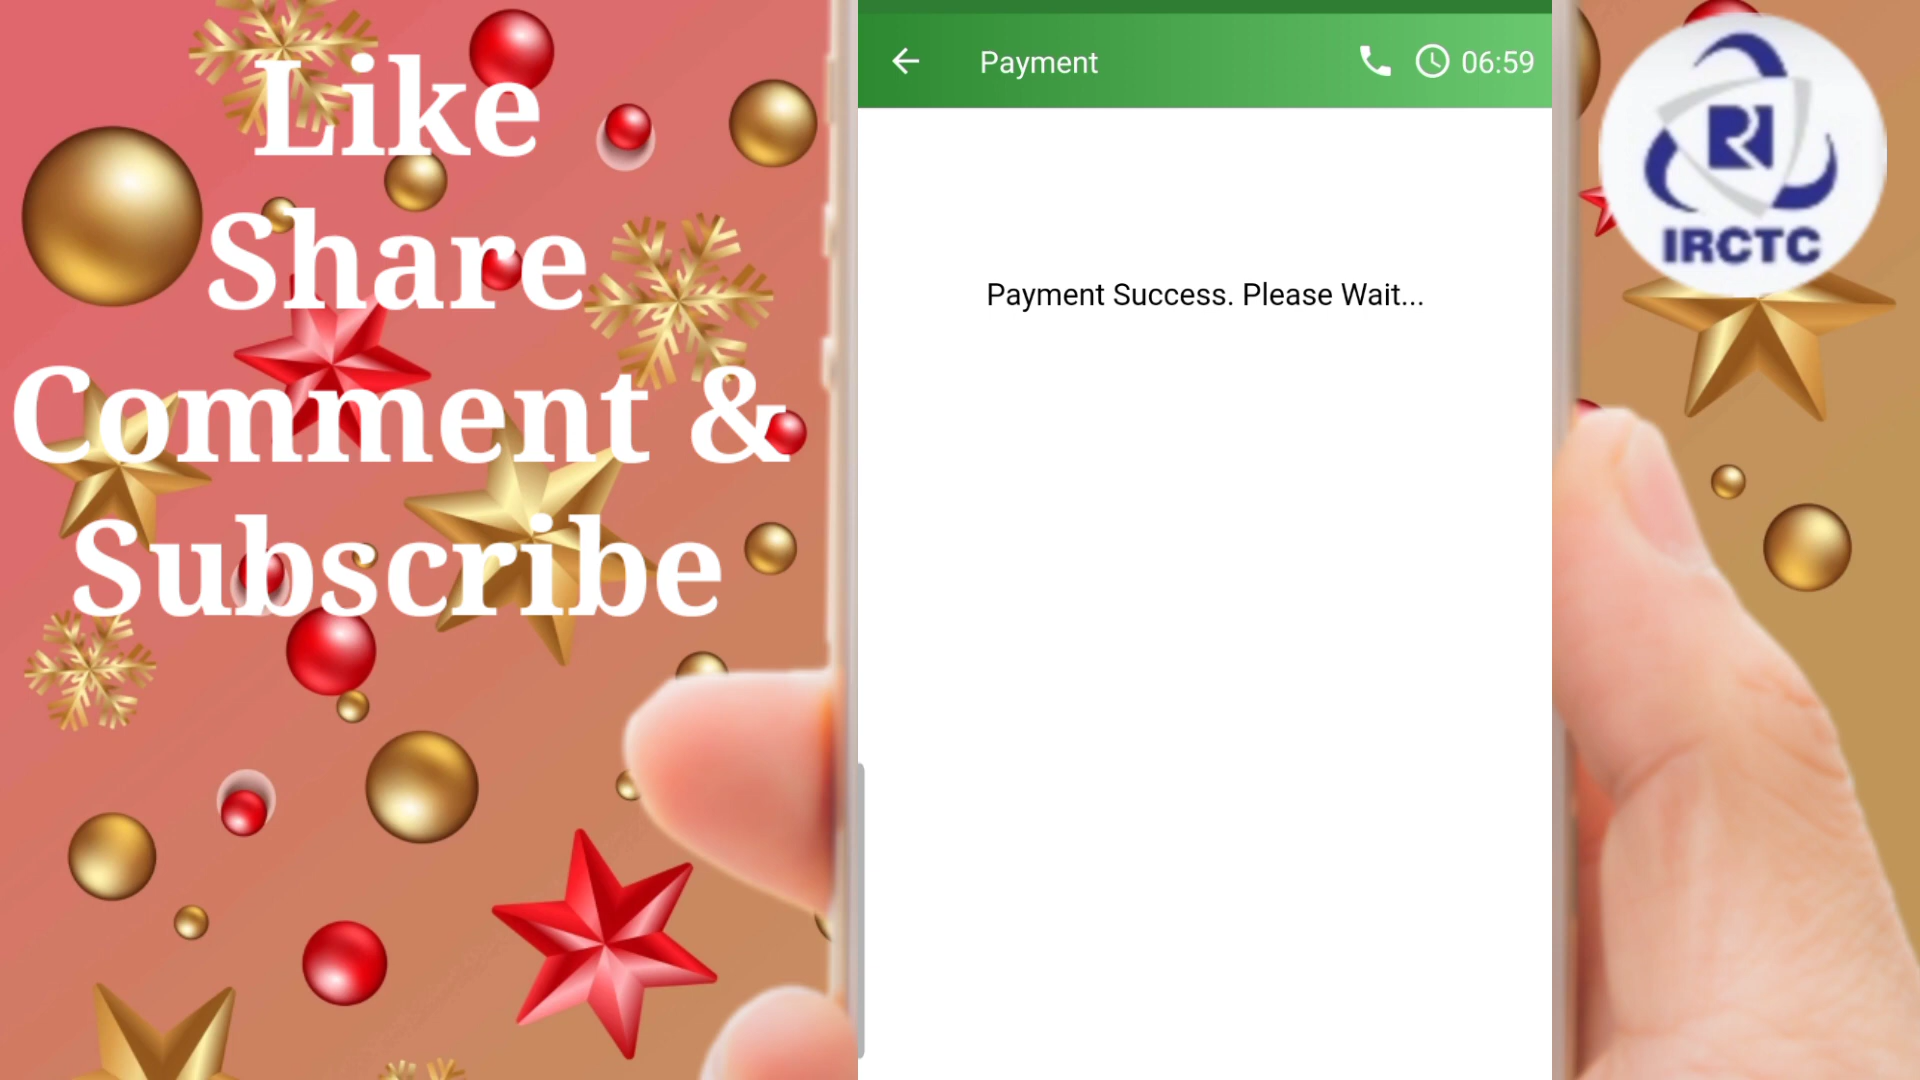 Like
Share
Comment &
Subscribe
Payment
06:59
Payment Success. Please Wait...
IRCTC